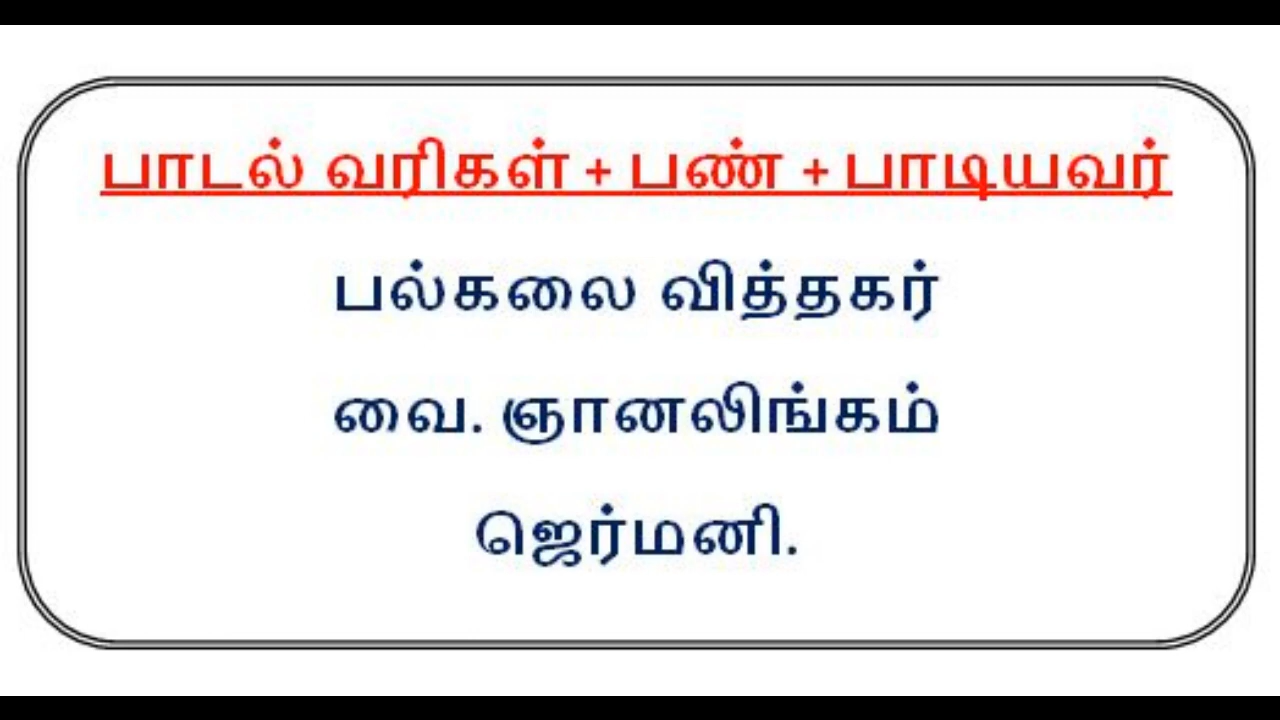 பாடல் வரிகள் + பண் + பாடியவர்
பல்கலை வித்தகர்
வை. ஞானலிங்கம்
ஜெர்மனி.